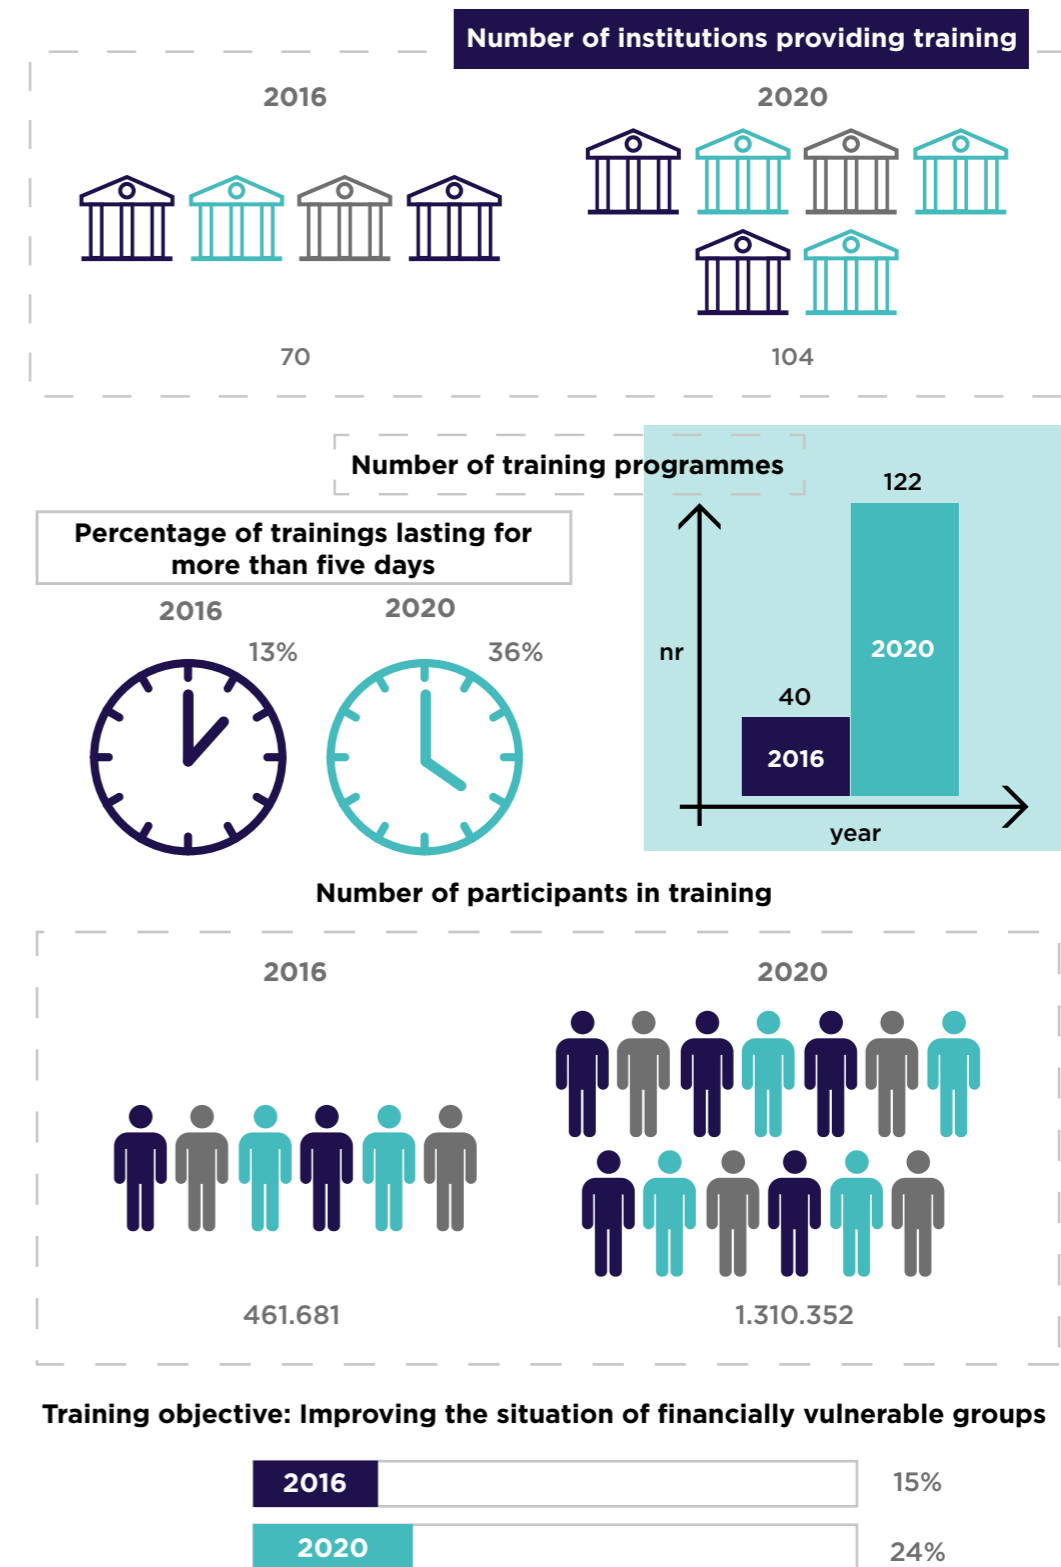 Number of institutions providing training
2016
2020
70
104
Number of training programmes
Percentage of trainings lasting for
more than five days
2016
2020
13%
36%
122
nr
2020
40
2016
year
Number of participants in training
2016
2020
461.681
1.310.352
Training objective: Improving the situation of financially vulnerable groups
2016
15%
2020
24%